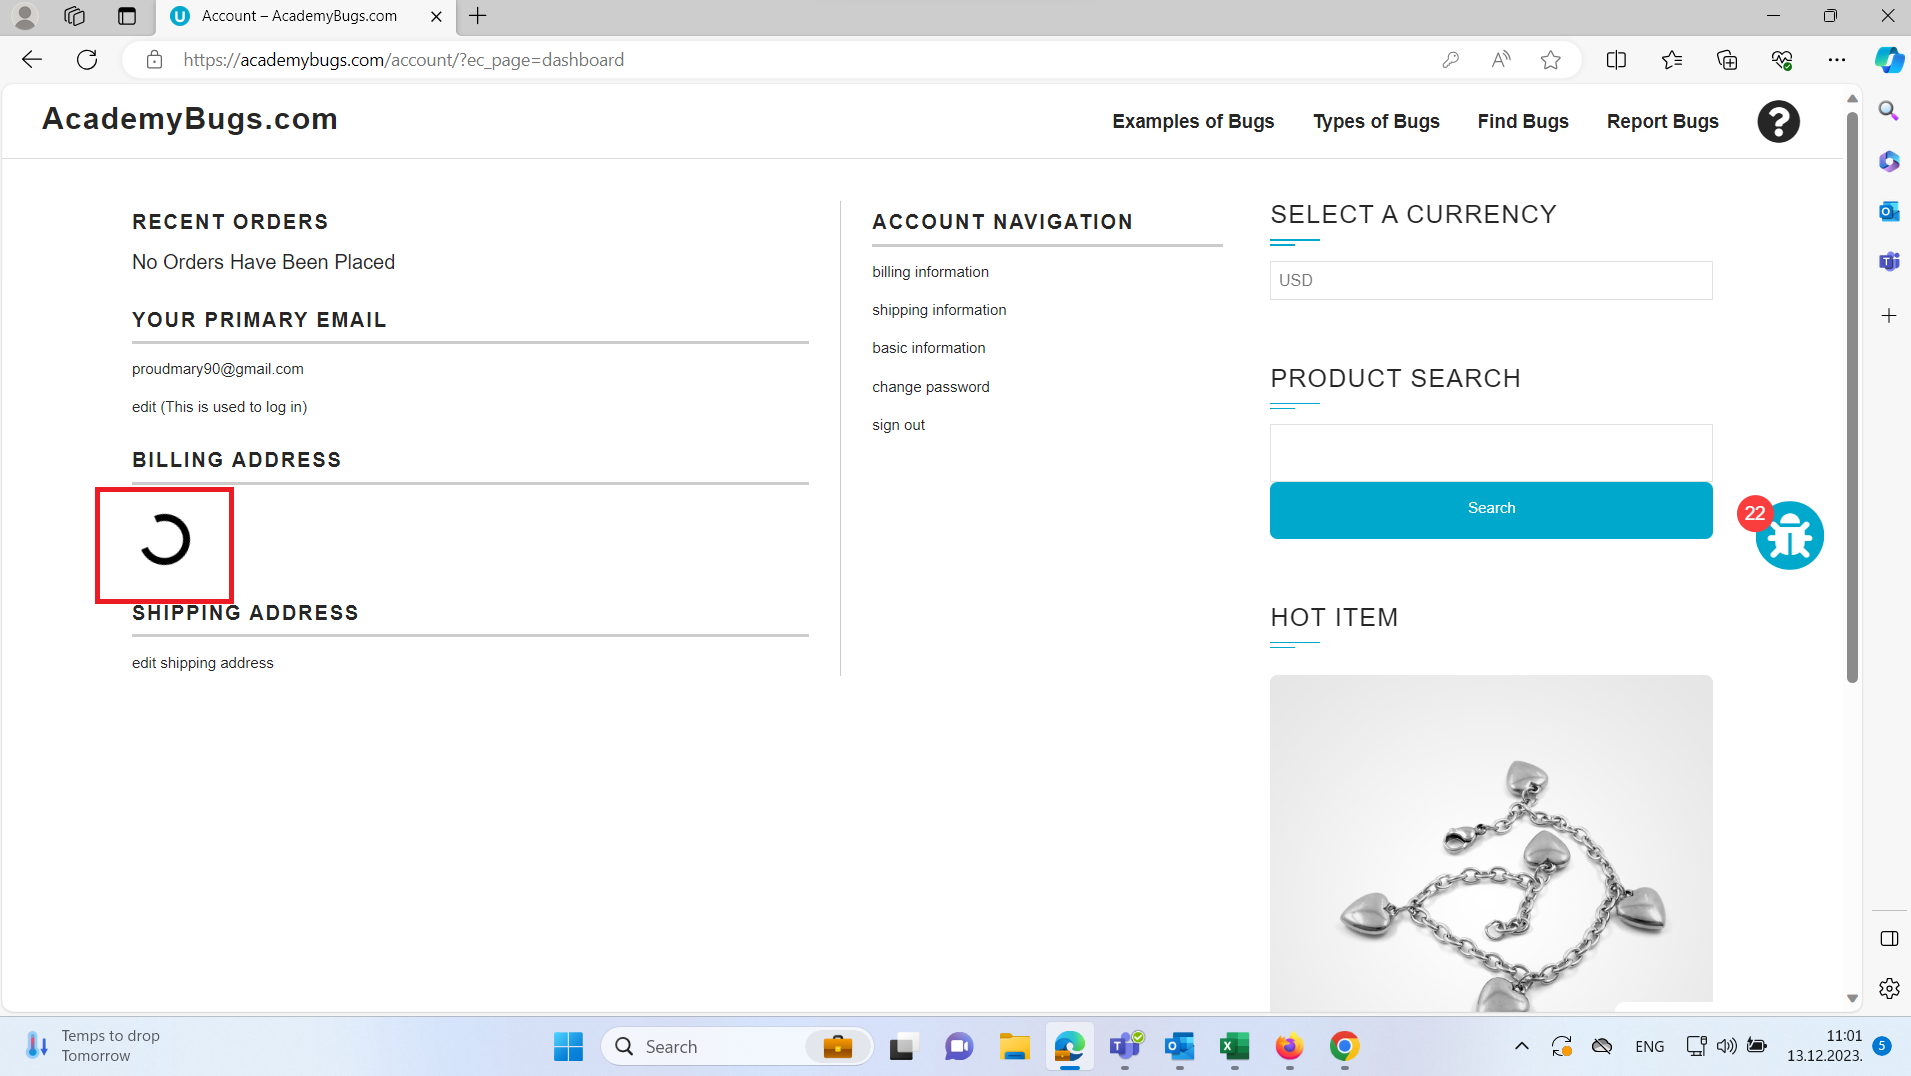 Account – AcademyBugs.com
https://academybugs.com/account/?ec_page=dashboard
AcademyBugs.com
Examples of Bugs
Types of Bugs
Find Bugs
Report Bugs
RECENT ORDERS
No Orders Have Been Placed
YOUR PRIMARY EMAIL
proudmary90@gmail.com
edit (This is used to log in)
BILLING ADDRESS
SHIPPING ADDRESS
edit shipping address
ACCOUNT NAVIGATION
billing information
shipping information
basic information
change password
sign out
SELECT A CURRENCY
USD
PRODUCT SEARCH
Search
22
HOT ITEM
Temps to drop
Tomorrow
Search
ENG
11:01
13.12.2023.
5